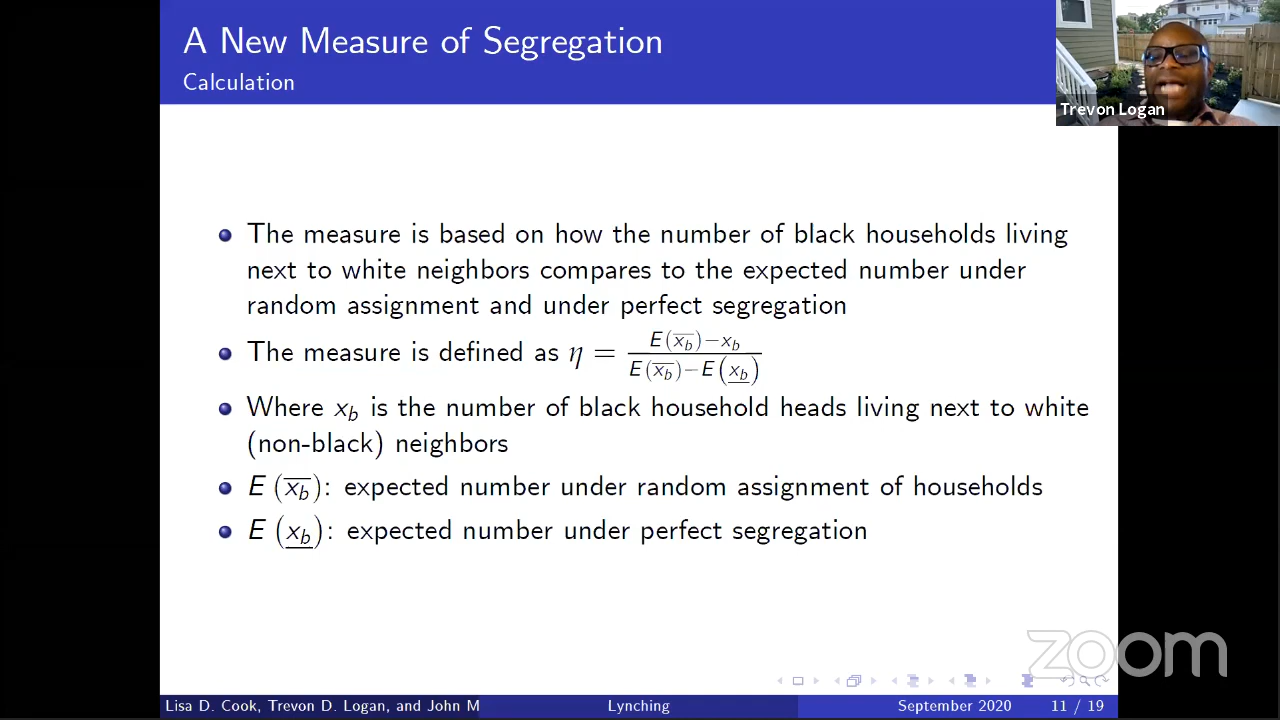 A New Measure of Segregation
Calculation
Trevon Logan
The measure is based on how the number of black households living
next to white neighbors compares to the expected number under
random assignment and under perfect segregation
The measure is defined as η = E(x̅_b)−x_b / E(x̅_b)−E(x̲_b)
Where x_b is the number of black household heads living next to white
(non-black) neighbors
E(x̅_b): expected number under random assignment of households
E(x̲_b): expected number under perfect segregation
zoom
Lisa D. Cook, Trevon D. Logan, and John M Lynching September 2020 11 / 19